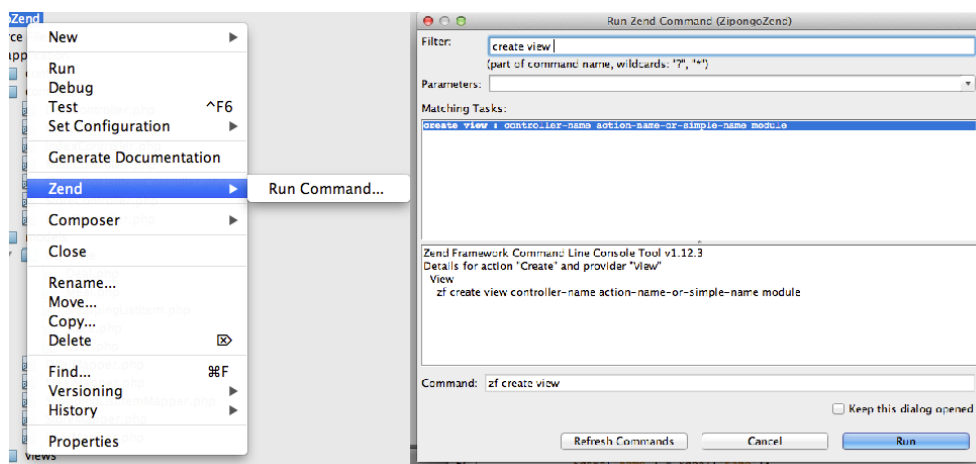 Zend
New
Run
Debug
Test ^F6
Set Configuration
Generate Documentation
Zend
Run Command...
Composer
Close
Rename...
Move...
Copy...
Delete
Find... ⌘F
Versioning
History
Properties
views
Run Zend Command (ZipongoZend)
Filter: create view
(part of command name, wildcards: "?", "*")
Parameters:
Matching Tasks:
create view : controller-name action-name-or-simple-name module
Zend Framework Command Line Console Tool v1.12.3
Details for action "Create" and provider "View"
View
zf create view controller-name action-name-or-simple-name module
Command: zf create view
Keep this dialog opened
Refresh Commands
Cancel
Run